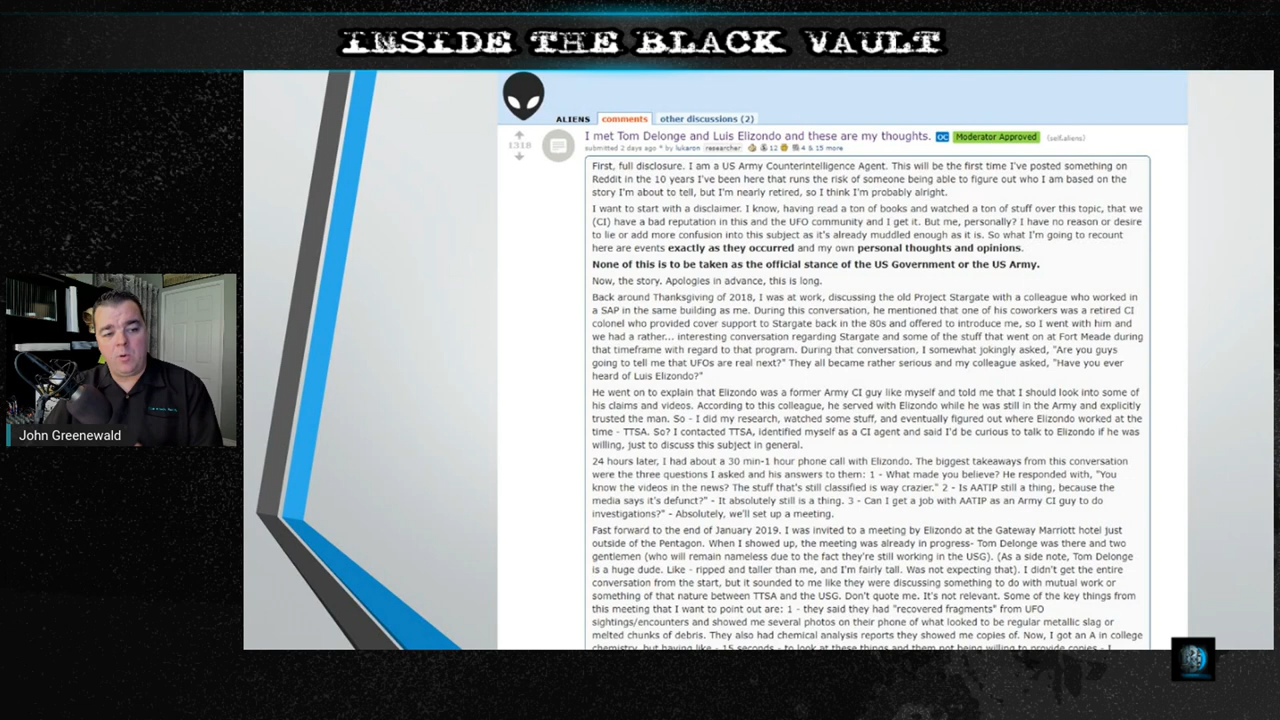 INSIDE THE BLACK VAULT
ALIENS comments other discussions (2)
I met Tom Delonge and Luis Elizondo and these are my thoughts. OC Moderator Approved (self.aliens)
1318
submitted 2 days ago * by lukaron researcher 12 4 & 15 more
First, full disclosure. I am a US Army Counterintelligence Agent. This will be the first time I've posted something on
Reddit in the 10 years I've been here that runs the risk of someone being able to figure out who I am based on the
story I'm about to tell, but I'm nearly retired, so I think I'm probably alright.
I want to start with a disclaimer. I know, having read a ton of books and watched a ton of stuff over this topic, that we
(CI) have a bad reputation in this and the UFO community and I get it. But me, personally? I have no reason or desire
to lie or add more confusion into this subject as it's already muddled enough as it is. So what I'm going to recount
here are events exactly as they occurred and my own personal thoughts and opinions.
None of this is to be taken as the official stance of the US Government or the US Army.
Now, the story. Apologies in advance, this is long.
Back around Thanksgiving of 2018, I was at work, discussing the old Project Stargate with a colleague who worked in
a SAP in the same building as me. During this conversation, he mentioned that one of his coworkers was a retired CI
colonel who provided cover support to Stargate back in the 80s and offered to introduce me, so I went with him and
we had a rather... interesting conversation regarding Stargate and some of the stuff that went on at Fort Meade during
that timeframe with regard to that program. During that conversation, I somewhat jokingly asked, "Are you guys
going to tell me that UFOs are real next?" They all became rather serious and my colleague asked, "Have you ever
heard of Luis Elizondo?"
He went on to explain that Elizondo was a former Army CI guy like myself and told me that I should look into some of
his claims and videos. According to this colleague, he served with Elizondo while he was still in the Army and explicitly
trusted the man. So - I did my research, watched some stuff, and eventually figured out where Elizondo worked at the
time - TTSA. So? I contacted TTSA, identified myself as a CI agent and said I'd be curious to talk to Elizondo if he was
willing, just to discuss this subject in general.
24 hours later, I had about a 30 min-1 hour phone call with Elizondo. The biggest takeaways from this conversation
were the three questions I asked and his answers to them: 1 - What made you believe? He responded with, "You
know the videos in the news? The stuff that's still classified is way crazier." 2 - Is AATIP still a thing, because the
media says it's defunct?" - It absolutely still is a thing. 3 - Can I get a job with AATIP as an Army CI guy to do
investigations?" - Absolutely, we'll set up a meeting.
Fast forward to the end of January 2019. I was invited to a meeting by Elizondo at the Gateway Marriott hotel just
outside of the Pentagon. When I showed up, the meeting was already in progress- Tom Delonge was there and two
gentlemen (who will remain nameless due to the fact they're still working in the USG). (As a side note, Tom Delonge
is a huge dude. Like - ripped and taller than me, and I'm fairly tall. Was not expecting that). I didn't get the entire
conversation from the start, but it sounded to me like they were discussing something to do with mutual work or
something of that nature between TTSA and the USG. Don't quote me. It's not relevant. Some of the key things from
this meeting that I want to point out are: 1 - they said they had "recovered fragments" from UFO
sightings/encounters and showed me several photos on their phone of what looked to be regular metallic slag or
melted chunks of debris. They also had chemical analysis reports they showed me copies of. Now, I got an A in college
chemistry, but having like - 15 seconds - to look at these things and them not being willing to provide copies - I
John Greenewald